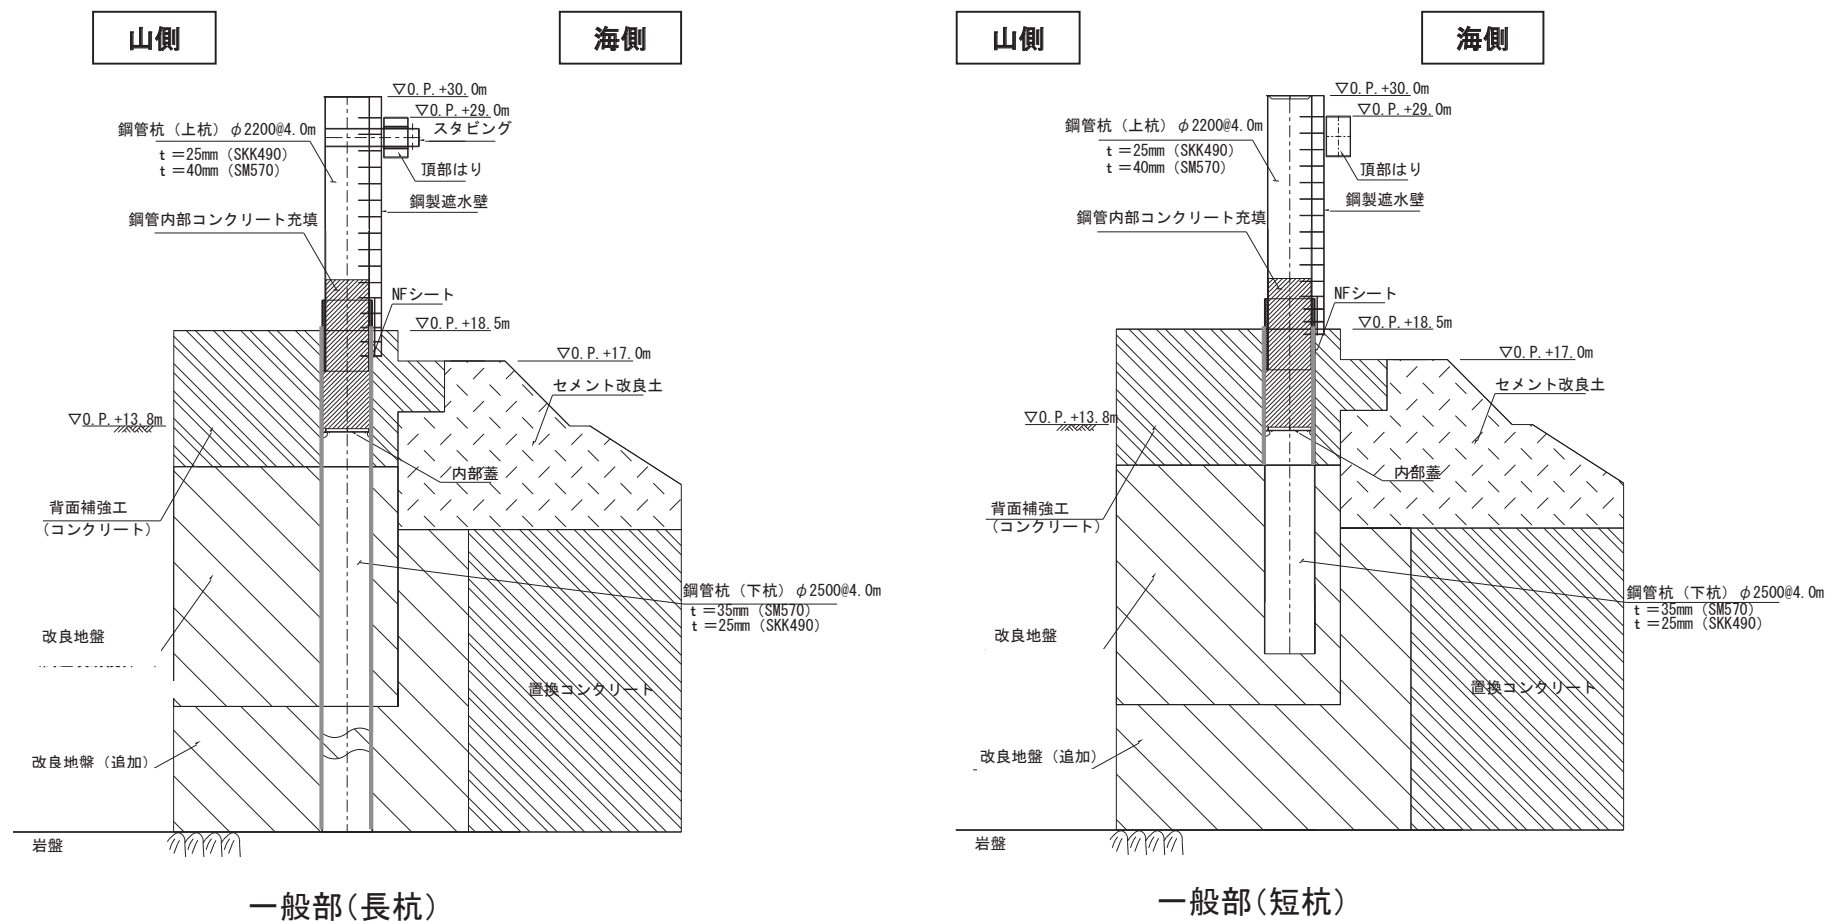 山側
海側
▽O.P.+30.0m
▽O.P.+29.0m
スタビング
鋼管杭（上杭）φ2200@4.0m
t＝25mm（SKK490）
t＝40mm（SM570）
頂部はり
鋼製遮水壁
鋼管内部コンクリート充填
NFシート
▽O.P.+18.5m
▽O.P.+17.0m
セメント改良土
▽O.P.+13.8m
内部蓋
背面補強工
（コンクリート）
鋼管杭（下杭）φ2500@4.0m
t＝35mm（SM570）
t＝25mm（SKK490）
改良地盤
置換コンクリート
改良地盤（追加）
岩盤
一般部（長杭）
山側
海側
▽O.P.+30.0m
▽O.P.+29.0m
鋼管杭（上杭）φ2200@4.0m
t＝25mm（SKK490）
t＝40mm（SM570）
頂部はり
鋼製遮水壁
鋼管内部コンクリート充填
NFシート
▽O.P.+18.5m
▽O.P.+17.0m
セメント改良土
▽O.P.+13.8m
内部蓋
背面補強工
（コンクリート）
鋼管杭（下杭）φ2500@4.0m
t＝35mm（SM570）
t＝25mm（SKK490）
改良地盤
置換コンクリート
改良地盤（追加）
岩盤
一般部（短杭）